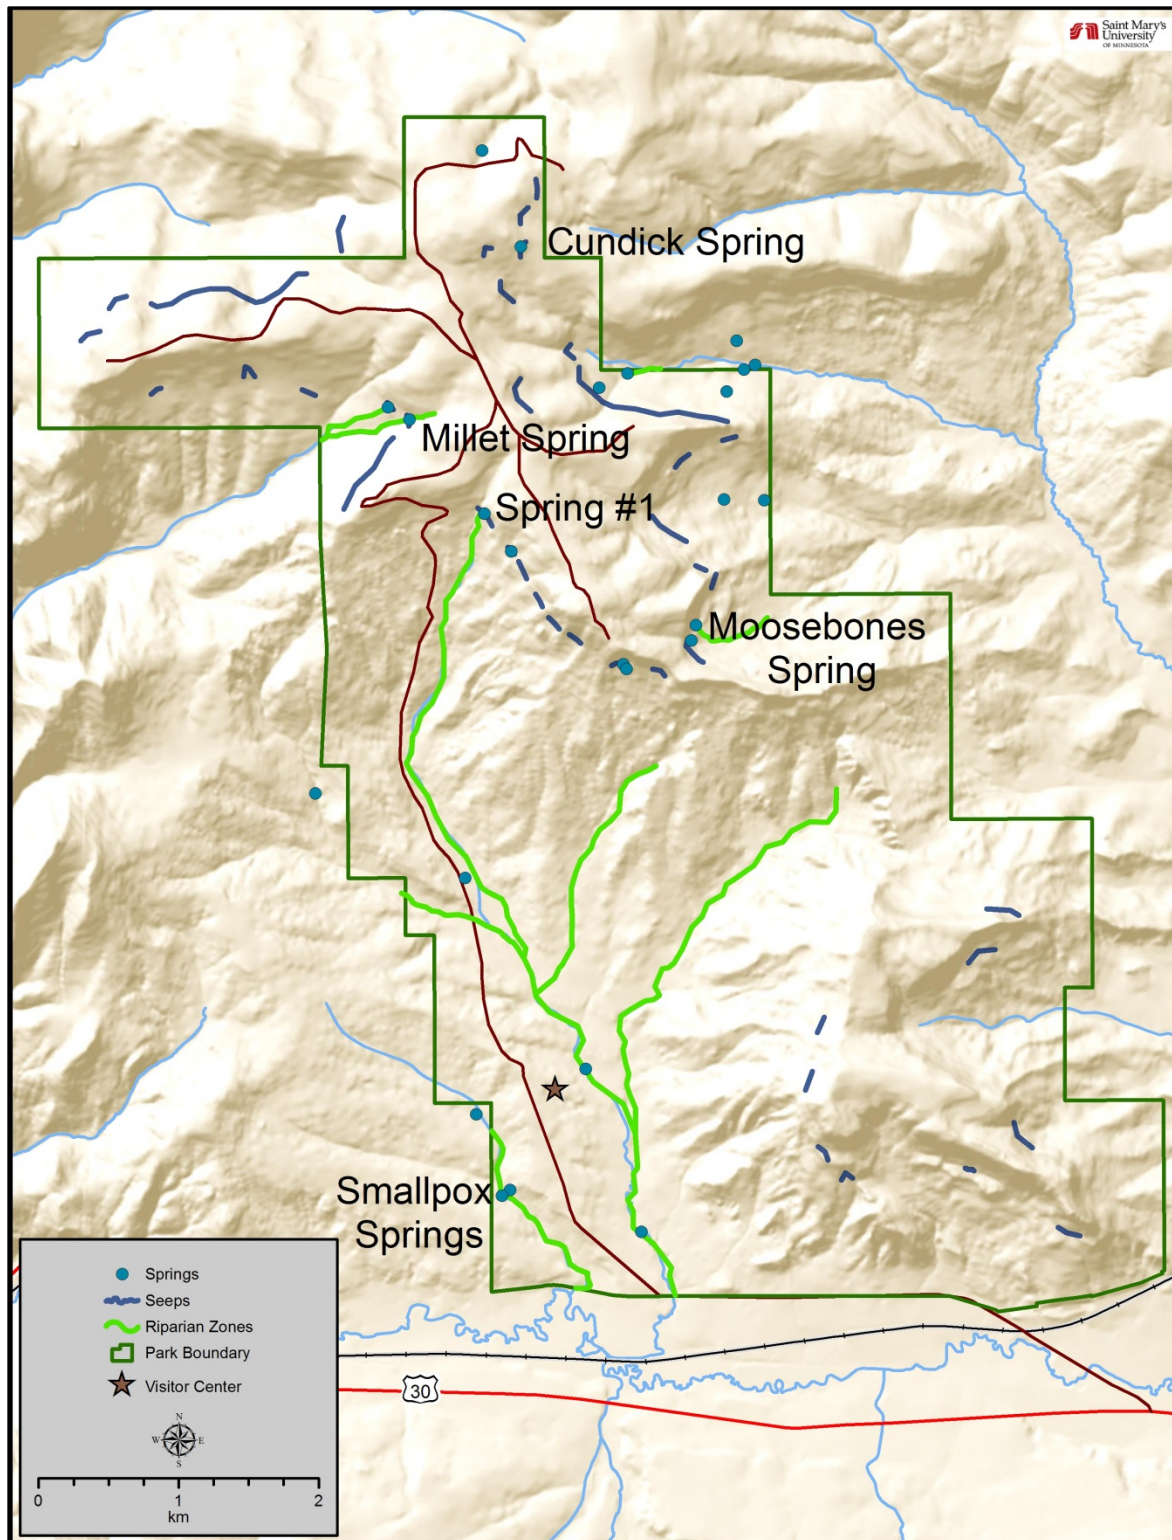 Saint Mary's
University
OF MINNESOTA
Cundick Spring
Millet Spring
Spring #1
Moosebones
Spring
Smallpox
Springs
Springs
Seeps
Riparian Zones
Park Boundary
Visitor Center
N
W E
S
0 1 2
km
30